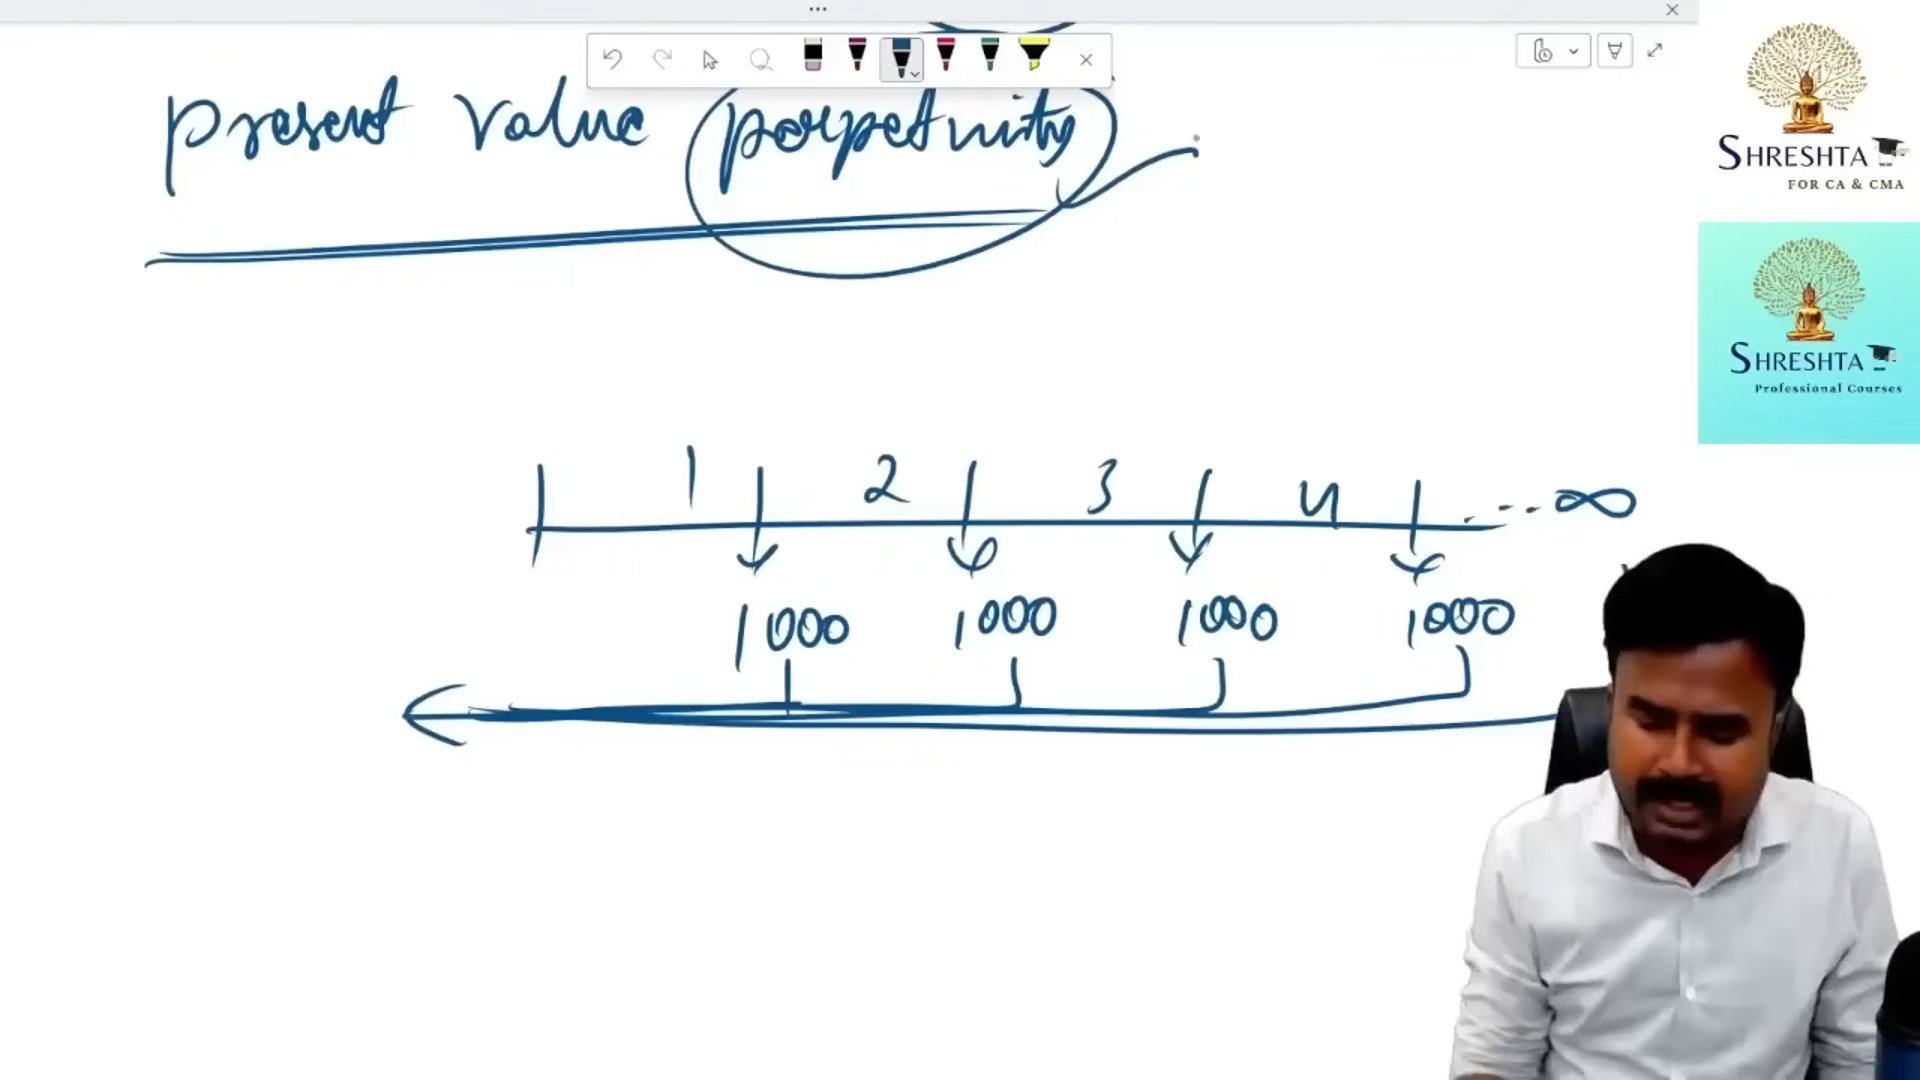 present value perpetuity
SHRESHTA
FOR CA & CMA
SHRESHTA
Professional Courses
1 2 3 4 ... ∞
1000 1000 1000 1000